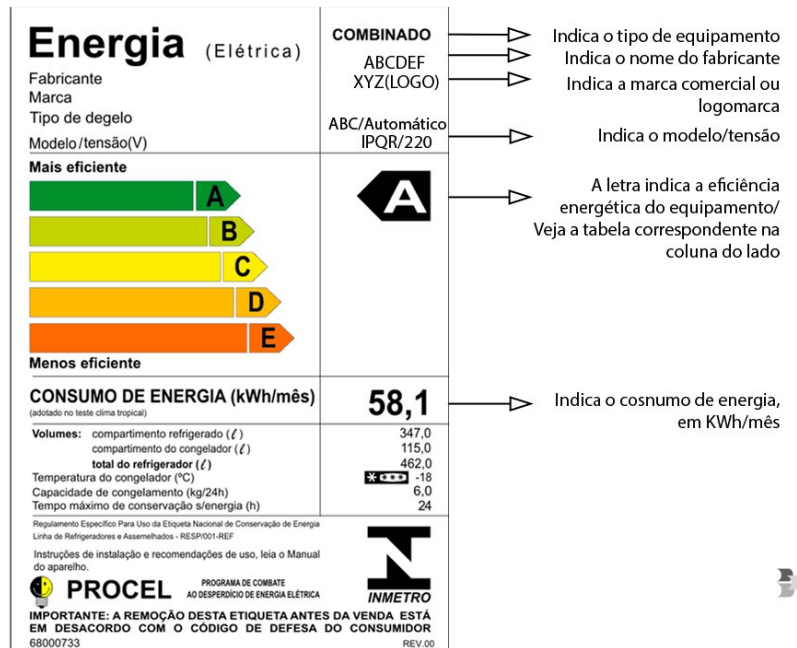 Energia (Elétrica)
Fabricante
Marca
Tipo de degelo
Modelo/tensão(V)
COMBINADO
ABCDEF
XYZ(LOGO)
ABC/Automático
IPQR/220
Indica o tipo de equipamento
Indica o nome do fabricante
Indica a marca comercial ou
logomarca
Indica o modelo/tensão
Mais eficiente
A
B
C
D
E
Menos eficiente
A
A letra indica a eficiência
energética do equipamento/
Veja a tabela correspondente na
coluna do lado
CONSUMO DE ENERGIA (kWh/mês)
(adotado no teste clima tropical)
58,1
Indica o cosnumo de energia,
em KWh/mês
Volumes: compartimento refrigerado (ℓ) 347,0
compartimento do congelador (ℓ) 115,0
total do refrigerador (ℓ) 462,0
Temperatura do congelador (ºC) -18
Capacidade de congelamento (kg/24h) 6,0
Tempo máximo de conservação s/energia (h) 24
Regulamento Específico Para Uso da Etiqueta Nacional de Conservação de Energia
Linha de Refrigeradores e Assemelhados - RESP/001-REF
Instruções de instalação e recomendações de uso, leia o Manual
do aparelho.
PROCEL
PROGRAMA DE COMBATE
AO DESPERDÍCIO DE ENERGIA ELÉTRICA
INMETRO
IMPORTANTE: A REMOÇÃO DESTA ETIQUETA ANTES DA VENDA ESTÁ
EM DESACORDO COM O CÓDIGO DE DEFESA DO CONSUMIDOR
68000733
REV.00